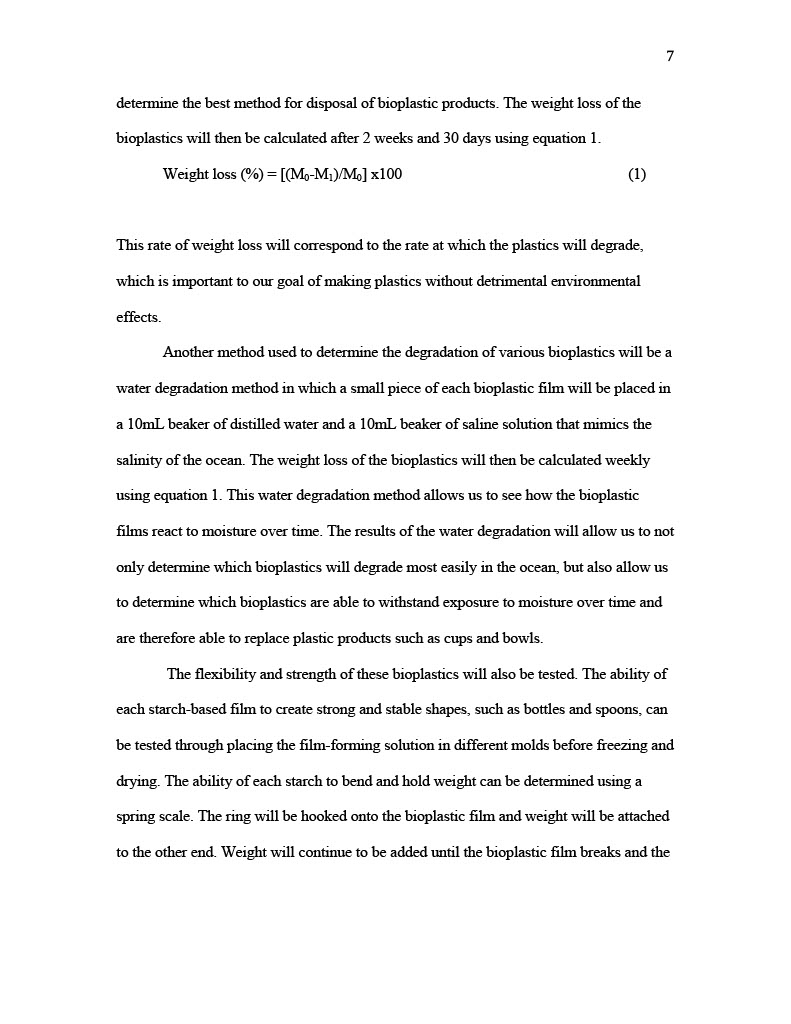 7
determine the best method for disposal of bioplastic products. The weight loss of the
bioplastics will then be calculated after 2 weeks and 30 days using equation 1.
Weight loss (%) = [(M₀-M₁)/M₀] x100 (1)
This rate of weight loss will correspond to the rate at which the plastics will degrade,
which is important to our goal of making plastics without detrimental environmental
effects.
Another method used to determine the degradation of various bioplastics will be a
water degradation method in which a small piece of each bioplastic film will be placed in
a 10mL beaker of distilled water and a 10mL beaker of saline solution that mimics the
salinity of the ocean. The weight loss of the bioplastics will then be calculated weekly
using equation 1. This water degradation method allows us to see how the bioplastic
films react to moisture over time. The results of the water degradation will allow us to not
only determine which bioplastics will degrade most easily in the ocean, but also allow us
to determine which bioplastics are able to withstand exposure to moisture over time and
are therefore able to replace plastic products such as cups and bowls.
The flexibility and strength of these bioplastics will also be tested. The ability of
each starch-based film to create strong and stable shapes, such as bottles and spoons, can
be tested through placing the film-forming solution in different molds before freezing and
drying. The ability of each starch to bend and hold weight can be determined using a
spring scale. The ring will be hooked onto the bioplastic film and weight will be attached
to the other end. Weight will continue to be added until the bioplastic film breaks and the